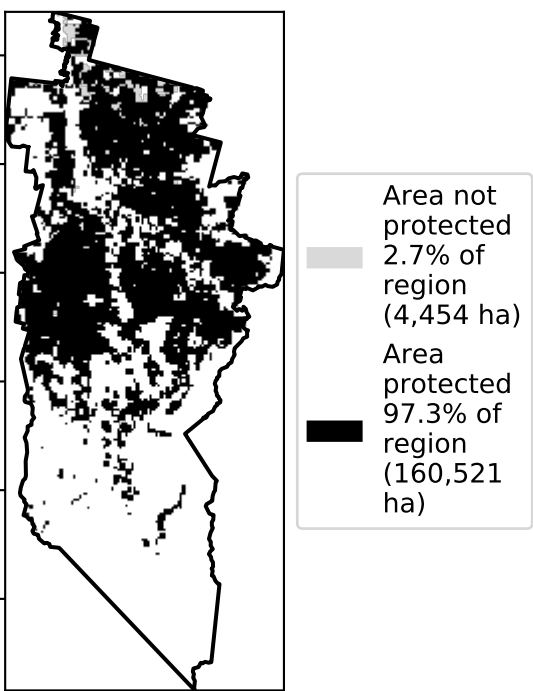 Area not
protected
2.7% of
region
(4,454 ha)
Area
protected
97.3% of
region
(160,521
ha)